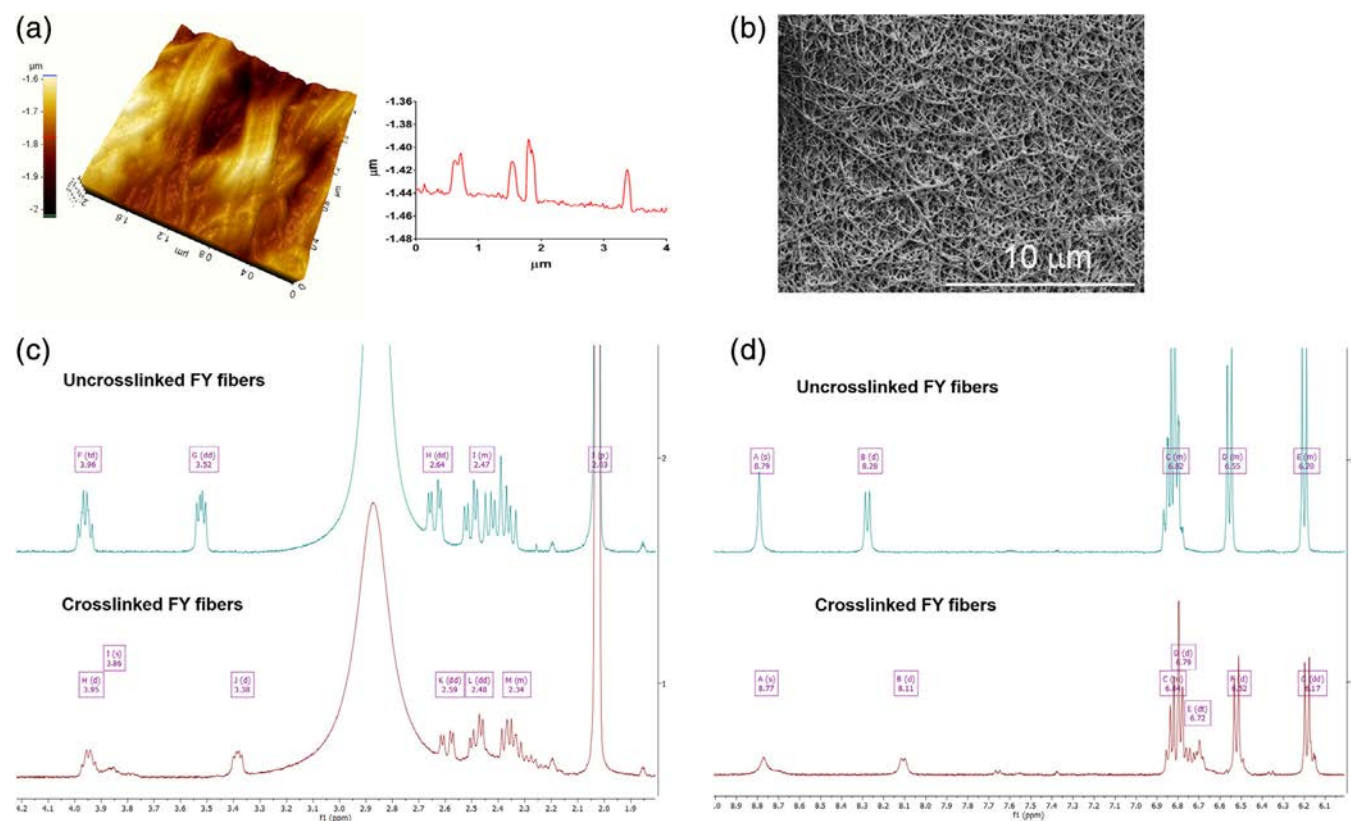 (a)
µm
-1.6
-1.7
-1.8
-1.9
-2
1.6
1.2
0.8
0.4
0
µm
-1.36
-1.38
-1.40
-1.42
-1.44
-1.46
-1.48
µm
0 1 2 3 4
µm
(b)
10 µm
(c)
Uncrosslinked FY fibers
F (td)
3.96
G (dd)
3.52
H (dd)
2.64
I (m)
2.47
2.03
2
Crosslinked FY fibers
I (s)
3.86
H (d)
3.95
J (d)
3.38
K (dd)
2.59
L (dd)
2.48
M (m)
2.34
1
4.2 4.1 4.0 3.9 3.8 3.7 3.6 3.5 3.4 3.3 3.2 3.1 3.0 2.9 2.8 2.7 2.6 2.5 2.4 2.3 2.2 2.1 2.0 1.9
f1 (ppm)
(d)
Uncrosslinked FY fibers
A (s)
8.79
B (d)
8.28
C (m)
6.82
D (m)
6.55
E (m)
6.20
Crosslinked FY fibers
D (d)
6.79
A (s)
8.77
B (d)
8.11
E (dt)
6.72
(d)
6.52
(dd)
6.17
8.9 8.8 8.7 8.6 8.5 8.4 8.3 8.2 8.1 8.0 7.9 7.8 7.7 7.6 7.5 7.4 7.3 7.2 7.1 7.0 6.9 6.8 6.7 6.6 6.5 6.4 6.3 6.2 6.1
f1 (ppm)